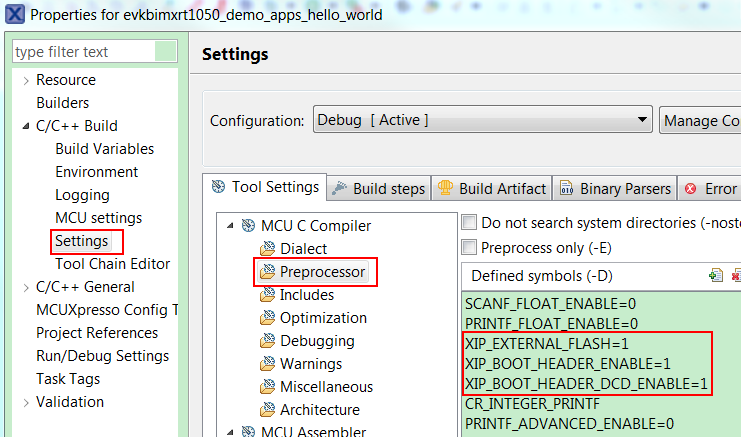 Properties for evkbimxrt1050_demo_apps_hello_world
type filter text
Resource
Builders
C/C++ Build
Build Variables
Environment
Logging
MCU settings
Settings
Tool Chain Editor
C/C++ General
MCUXpresso Config T
Project References
Run/Debug Settings
Task Tags
Validation
Settings
Configuration: Debug [ Active ] Manage Co
Tool Settings Build steps Build Artifact Binary Parsers Error
MCU C Compiler
Dialect
Preprocessor
Includes
Optimization
Debugging
Warnings
Miscellaneous
Architecture
MCU Assembler
Do not search system directories (-nostd
Preprocess only (-E)
Defined symbols (-D)
SCANF_FLOAT_ENABLE=0
PRINTF_FLOAT_ENABLE=0
XIP_EXTERNAL_FLASH=1
XIP_BOOT_HEADER_ENABLE=1
XIP_BOOT_HEADER_DCD_ENABLE=1
CR_INTEGER_PRINTF
PRINTF_ADVANCED_ENABLE=0